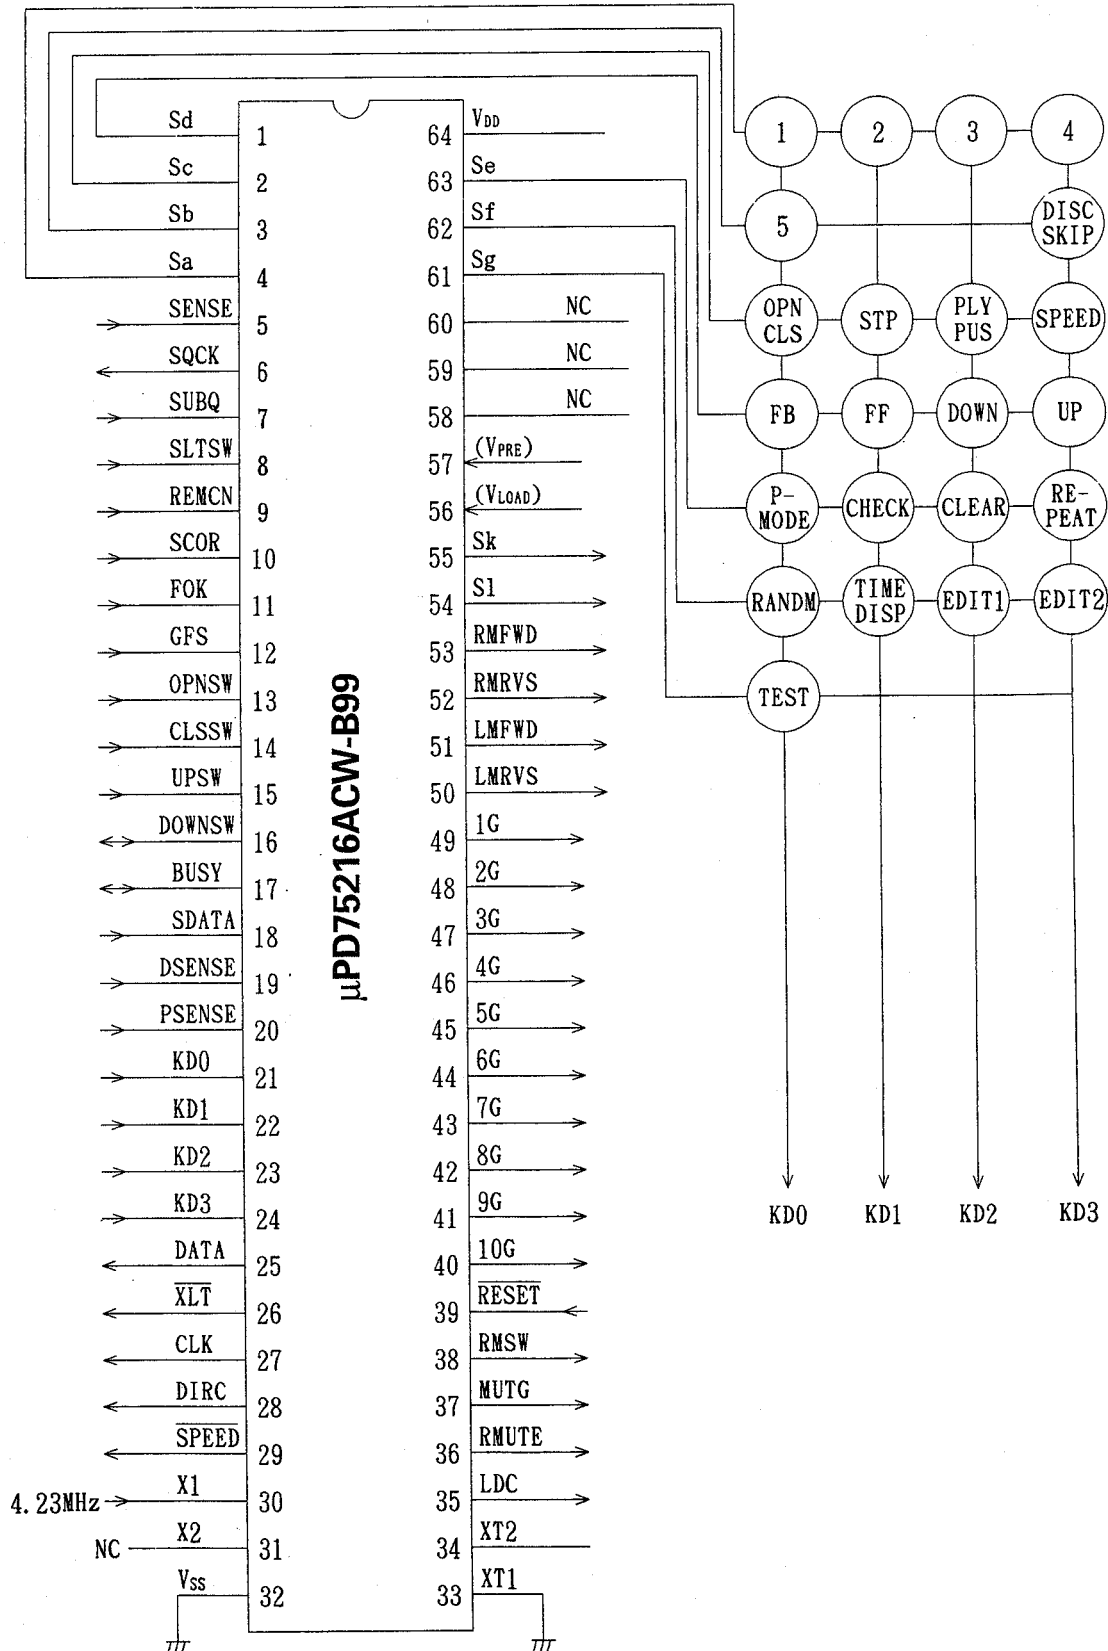 Sd 1
Sc 2
Sb 3
Sa 4
SENSE 5
SQCK 6
SUBQ 7
SLTSW 8
REMCN 9
SCOR 10
FOK 11
GFS 12
OPNSW 13
CLSSW 14
UPSW 15
DOWNSW 16
BUSY 17
SDATA 18
DSENSE 19
PSENSE 20
KD0 21
KD1 22
KD2 23
KD3 24
DATA 25
X̅L̅T̅ 26
CLK 27
DIRC 28
S̅P̅E̅E̅D̅ 29
4.23MHz X1 30
NC X2 31
Vss 32
μPD75216ACW-B99
64 VDD
63 Se
62 Sf
61 Sg
60 NC
59 NC
58 NC
57 (VPRE)
56 (VLOAD)
55 Sk
54 Sl
53 RMFWD
52 RMRVS
51 LMFWD
50 LMRVS
49 1G
48 2G
47 3G
46 4G
45 5G
44 6G
43 7G
42 8G
41 9G
40 10G
39 R̅E̅S̅E̅T̅
38 RMSW
37 MUTG
36 RMUTE
35 LDC
34 XT2
33 XT1
1 2 3 4
5
DISC
SKIP
OPN
CLS
STP
PLY
PUS
SPEED
FB FF DOWN UP
P-
MODE
CHECK CLEAR
RE-
PEAT
RANDM
TIME
DISP
EDIT1 EDIT2
TEST
KD0 KD1 KD2 KD3